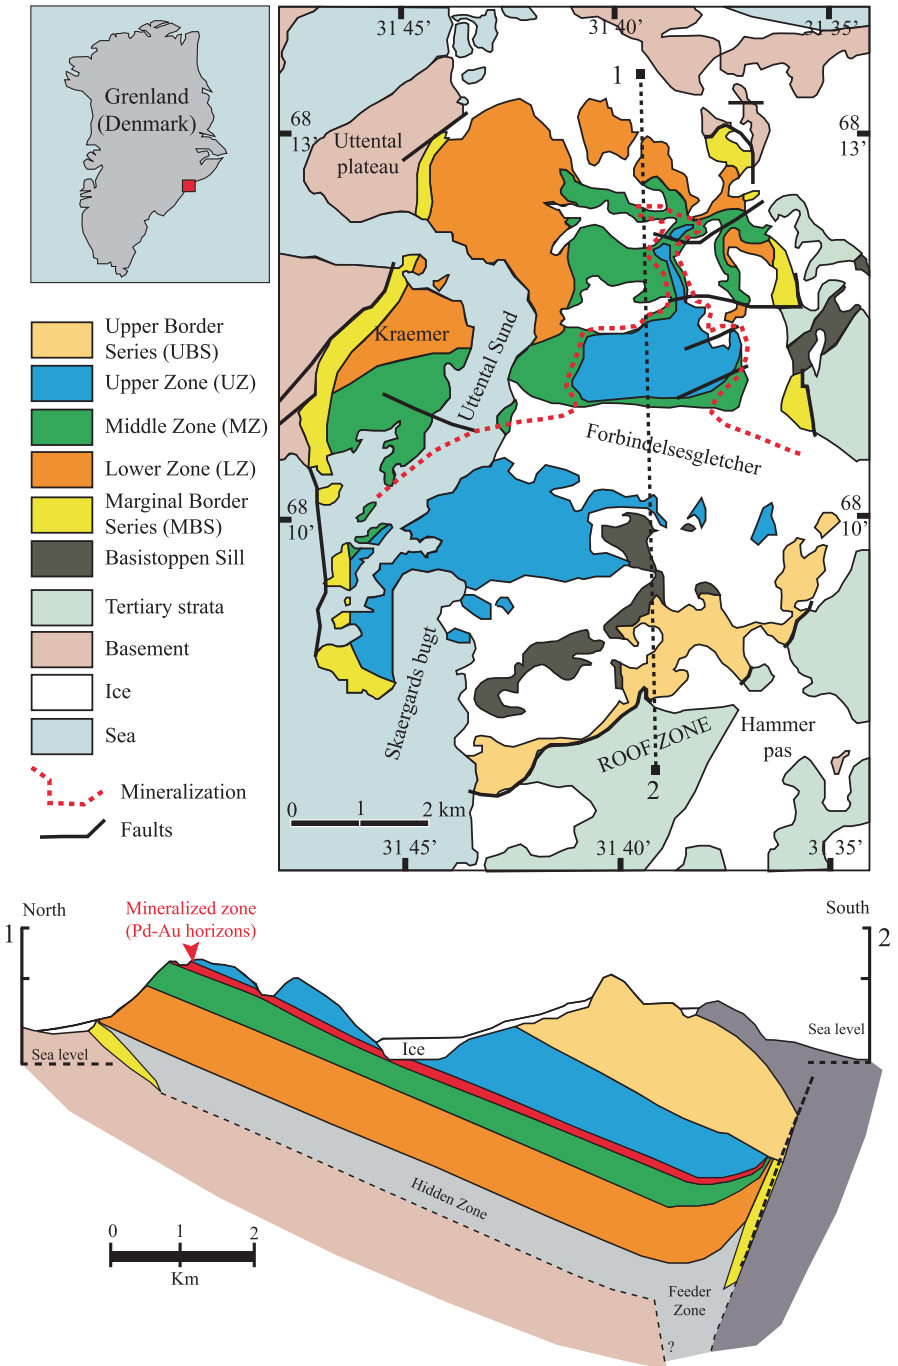 Grenland
(Denmark)
31 45’
31 40’
31 35’
1
68
13’
68
13’
Uttental
plateau
Kraemer
Uttental Sund
Forbindelsesgletcher
68
10’
68
10’
Skaergards bugt
ROOF ZONE
Hammer
pas
2
0 1 2 km
31 45’
31 40’
31 35’
Upper Border
Series (UBS)
Upper Zone (UZ)
Middle Zone (MZ)
Lower Zone (LZ)
Marginal Border
Series (MBS)
Basistoppen Sill
Tertiary strata
Basement
Ice
Sea
Mineralization
Faults
North
South
1
2
Mineralized zone
(Pd-Au horizons)
Sea level
Sea level
Ice
Hidden Zone
Feeder
Zone
?
0 1 2
Km